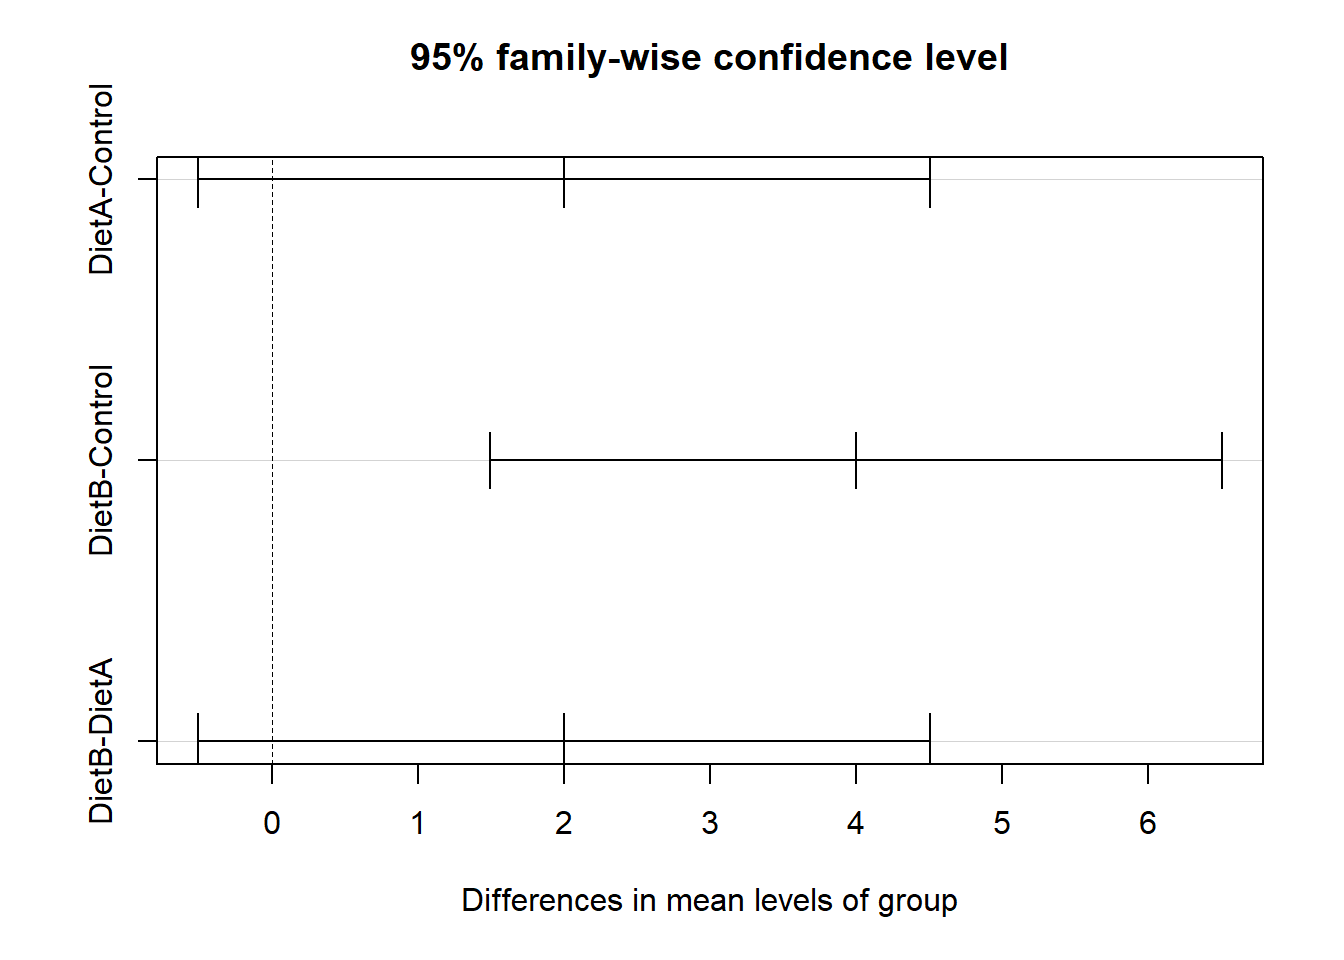 95% family-wise confidence level
DietA-Control
DietB-Control
DietB-DietA
0 1 2 3 4 5 6
Differences in mean levels of group